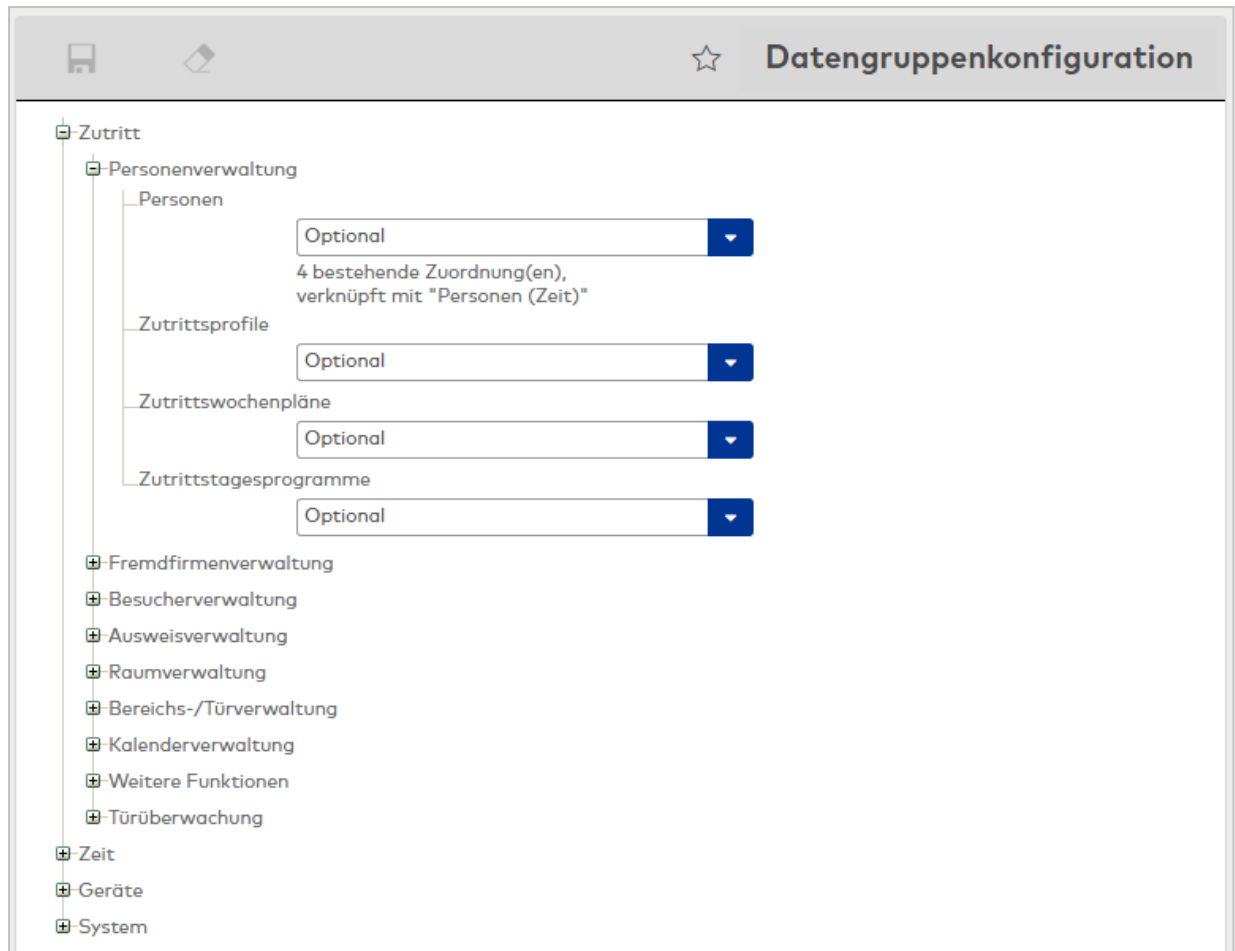 Datengruppenkonfiguration
Zutritt
Personenverwaltung
Personen
Optional
4 bestehende Zuordnung(en),
verknüpft mit "Personen (Zeit)"
Zutrittsprofile
Optional
Zutrittswochenpläne
Optional
Zutrittstagesprogramme
Optional
Fremdfirmenverwaltung
Besucherverwaltung
Ausweisverwaltung
Raumverwaltung
Bereichs-/Türverwaltung
Kalenderverwaltung
Weitere Funktionen
Türüberwachung
Zeit
Geräte
System